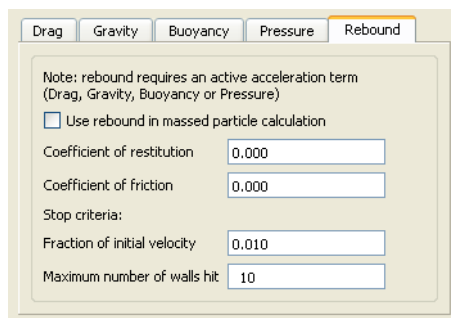 Drag Gravity Buoyancy Pressure Rebound
Note: rebound requires an active acceleration term
(Drag, Gravity, Buoyancy or Pressure)
Use rebound in massed particle calculation
Coefficient of restitution 0.000
Coefficient of friction 0.000
Stop criteria:
Fraction of initial velocity 0.010
Maximum number of walls hit 10